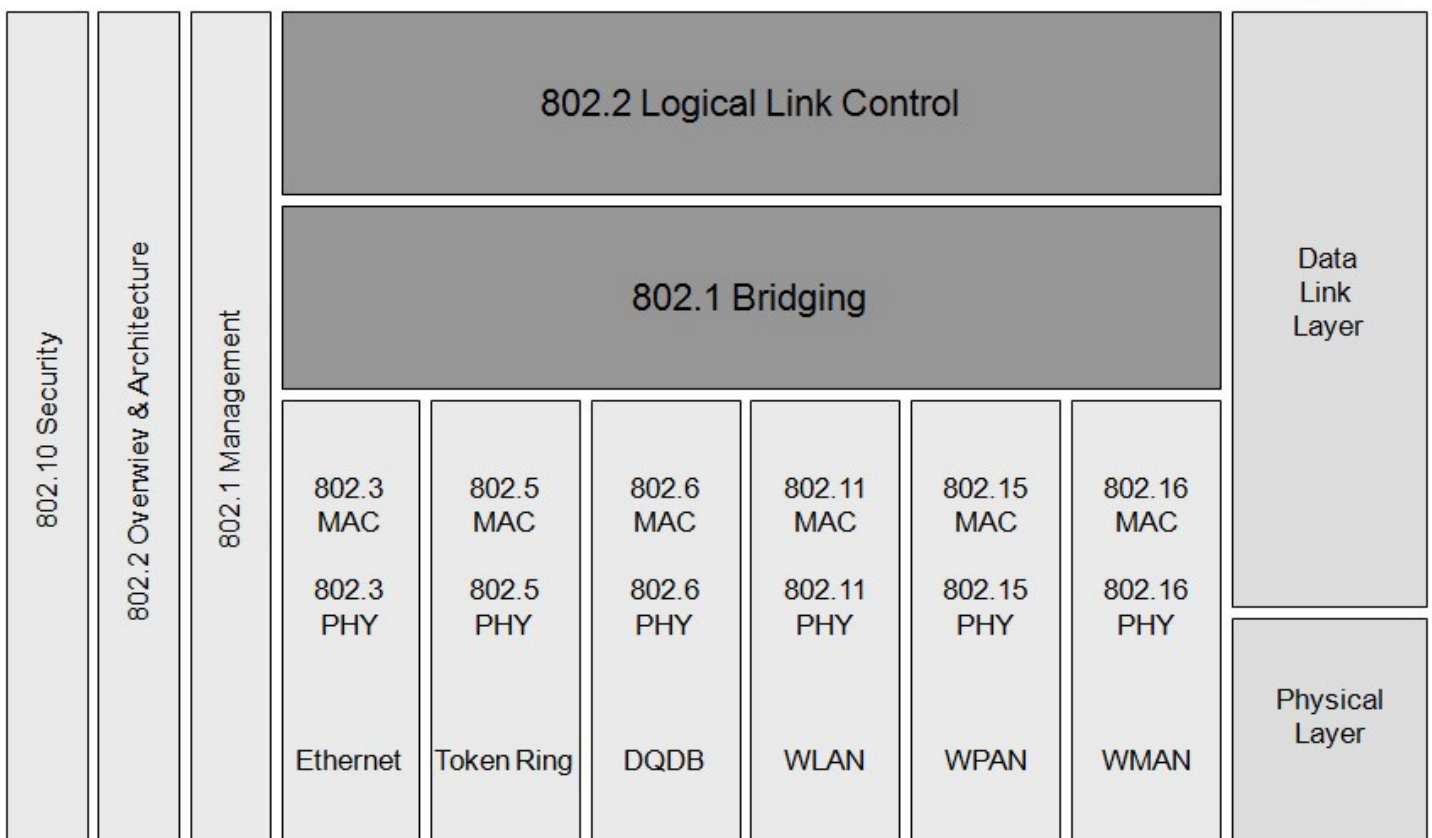 802.10 Security
802.2 Overwiev & Architecture
802.1 Management
802.2 Logical Link Control
802.1 Bridging
Data
Link
Layer
802.3
MAC
802.3
PHY
Ethernet
802.5
MAC
802.5
PHY
Token Ring
802.6
MAC
802.6
PHY
DQDB
802.11
MAC
802.11
PHY
WLAN
802.15
MAC
802.15
PHY
WPAN
802.16
MAC
802.16
PHY
WMAN
Physical
Layer